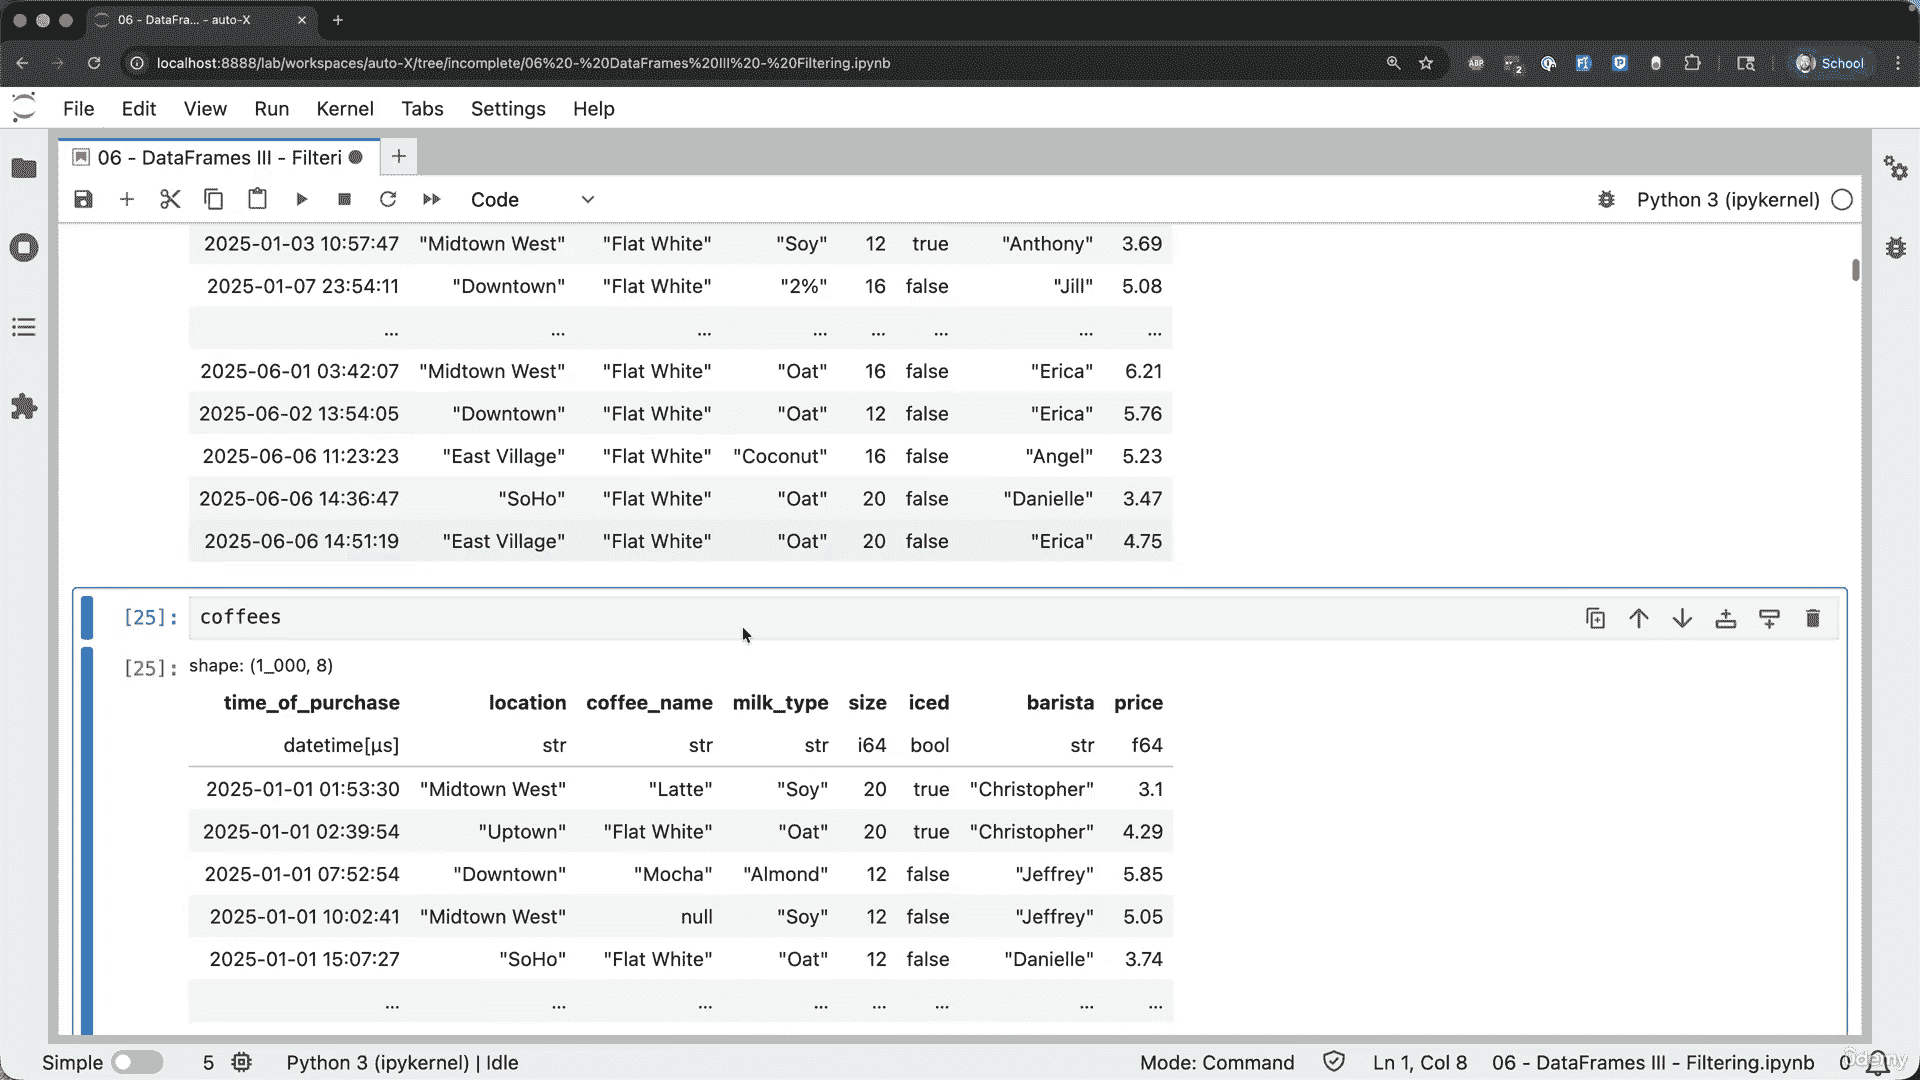 06 - DataFra... - auto-X
localhost:8888/lab/workspaces/auto-X/tree/incomplete/06%20-%20DataFrames%20III%20-%20Filtering.ipynb
ABP
2
School
File Edit View Run Kernel Tabs Settings Help
06 - DataFrames III - Filteri
Code
Python 3 (ipykernel)
2025-01-03 10:57:47 "Midtown West" "Flat White" "Soy" 12 true "Anthony" 3.69
2025-01-07 23:54:11 "Downtown" "Flat White" "2%" 16 false "Jill" 5.08
... ... ... ... ... ... ... ...
2025-06-01 03:42:07 "Midtown West" "Flat White" "Oat" 16 false "Erica" 6.21
2025-06-02 13:54:05 "Downtown" "Flat White" "Oat" 12 false "Erica" 5.76
2025-06-06 11:23:23 "East Village" "Flat White" "Coconut" 16 false "Angel" 5.23
2025-06-06 14:36:47 "SoHo" "Flat White" "Oat" 20 false "Danielle" 3.47
2025-06-06 14:51:19 "East Village" "Flat White" "Oat" 20 false "Erica" 4.75
[25]: coffees
[25]: shape: (1_000, 8)
time_of_purchase location coffee_name milk_type size iced barista price
datetime[μs] str str str i64 bool str f64
2025-01-01 01:53:30 "Midtown West" "Latte" "Soy" 20 true "Christopher" 3.1
2025-01-01 02:39:54 "Uptown" "Flat White" "Oat" 20 true "Christopher" 4.29
2025-01-01 07:52:54 "Downtown" "Mocha" "Almond" 12 false "Jeffrey" 5.85
2025-01-01 10:02:41 "Midtown West" null "Soy" 12 false "Jeffrey" 5.05
2025-01-01 15:07:27 "SoHo" "Flat White" "Oat" 12 false "Danielle" 3.74
... ... ... ... ... ... ... ...
Simple 5 Python 3 (ipykernel) | Idle Mode: Command Ln 1, Col 8 06 - DataFrames III - Filtering.ipynb 0
udemy